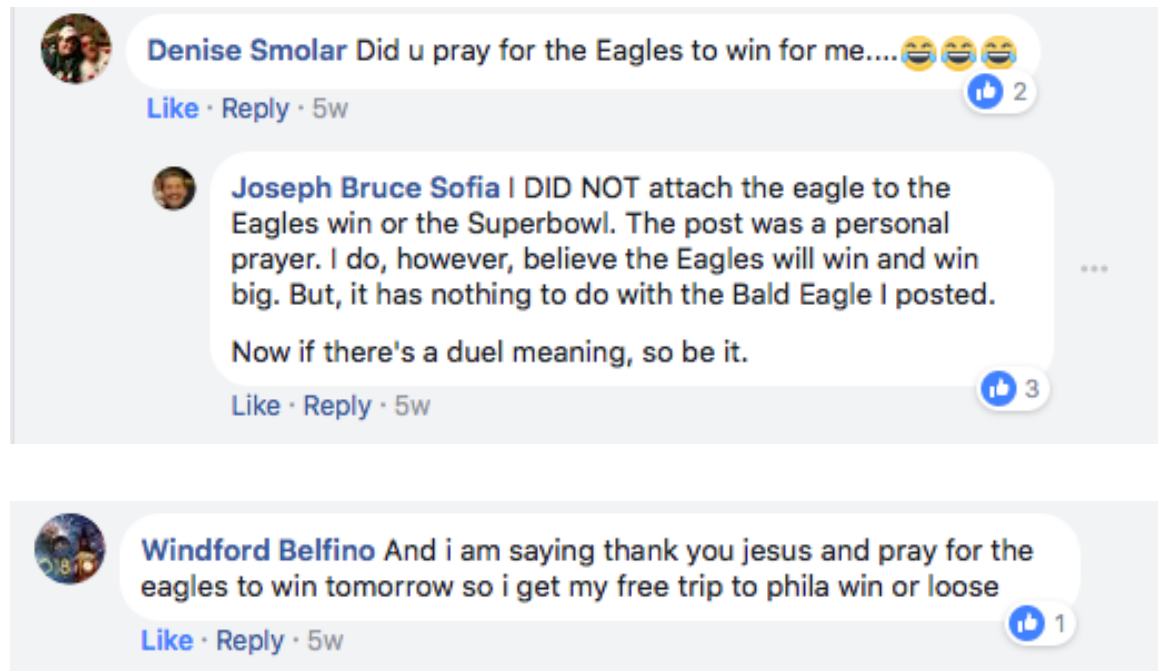 Denise Smolar Did u pray for the Eagles to win for me....😂😂😂
2
Like · Reply · 5w
Joseph Bruce Sofia I DID NOT attach the eagle to the
Eagles win or the Superbowl. The post was a personal
prayer. I do, however, believe the Eagles will win and win
big. But, it has nothing to do with the Bald Eagle I posted.
Now if there's a duel meaning, so be it.
3
Like · Reply · 5w
Windford Belfino And i am saying thank you jesus and pray for the
eagles to win tomorrow so i get my free trip to phila win or loose
1
Like · Reply · 5w